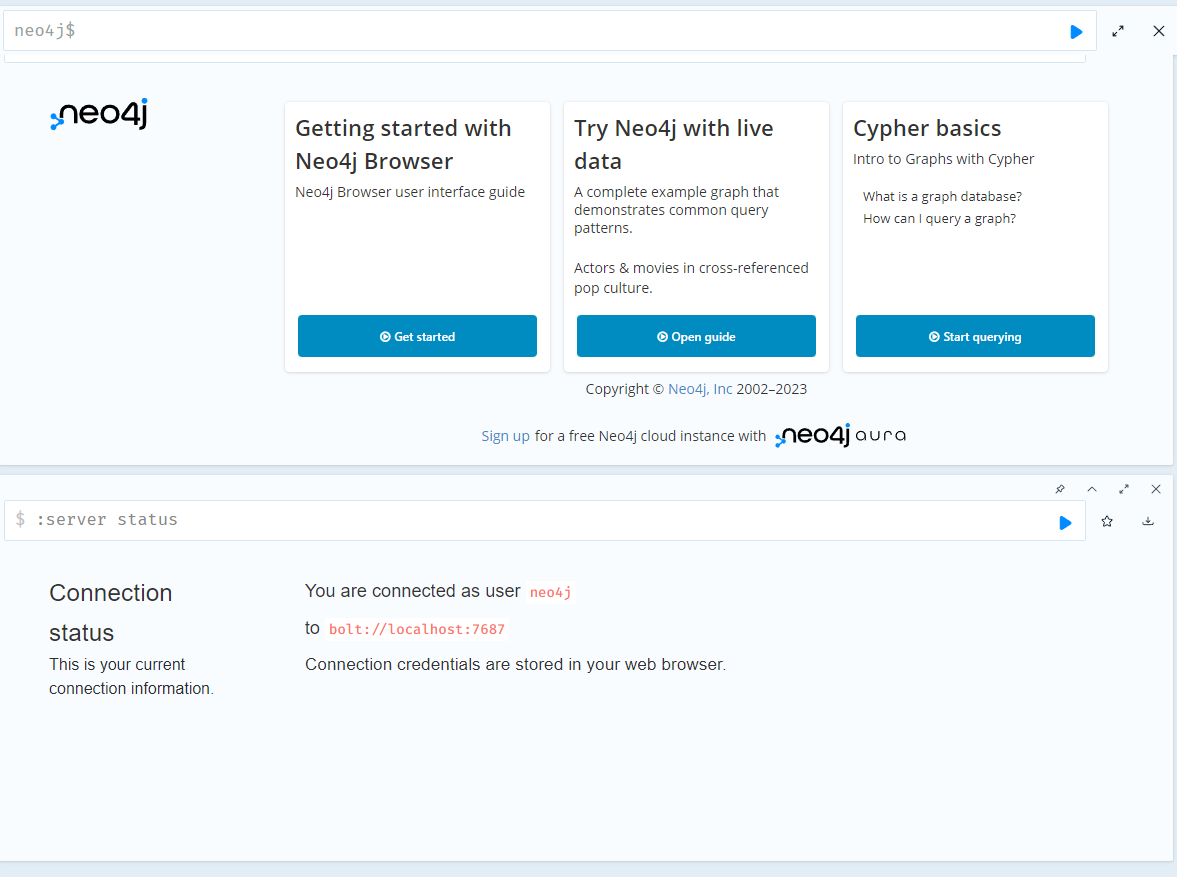 neo4j$
neo4j
Getting started with
Neo4j Browser
Neo4j Browser user interface guide
Get started
Try Neo4j with live
data
A complete example graph that
demonstrates common query
patterns.
Actors & movies in cross-referenced
pop culture.
Open guide
Cypher basics
Intro to Graphs with Cypher
What is a graph database?
How can I query a graph?
Start querying
Copyright © Neo4j, Inc 2002–2023
Sign up for a free Neo4j cloud instance with neo4j aura
$ :server status
Connection
status
This is your current
connection information.
You are connected as user neo4j
to bolt://localhost:7687
Connection credentials are stored in your web browser.